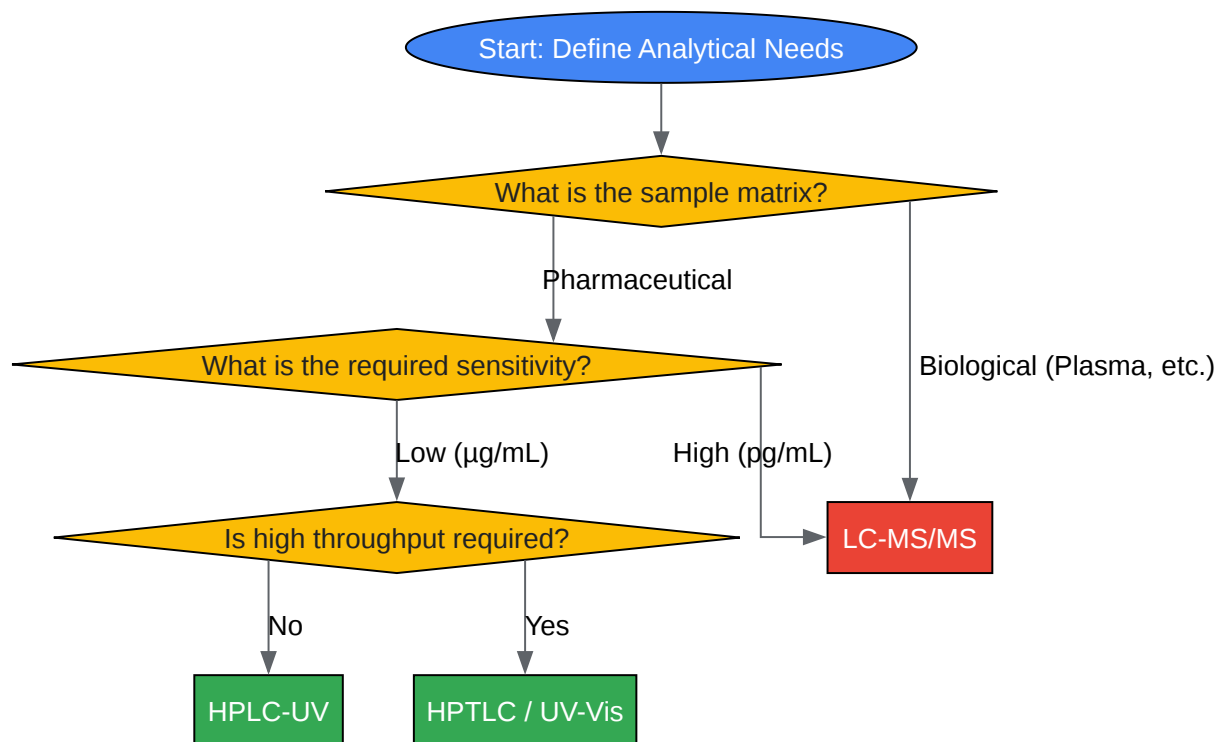 Start: Define Analytical Needs
What is the sample matrix?
Pharmaceutical
What is the required sensitivity?
Biological (Plasma, etc.)
Low (µg/mL)
High (pg/mL)
Is high throughput required?
LC-MS/MS
No
Yes
HPLC-UV
HPTLC / UV-Vis